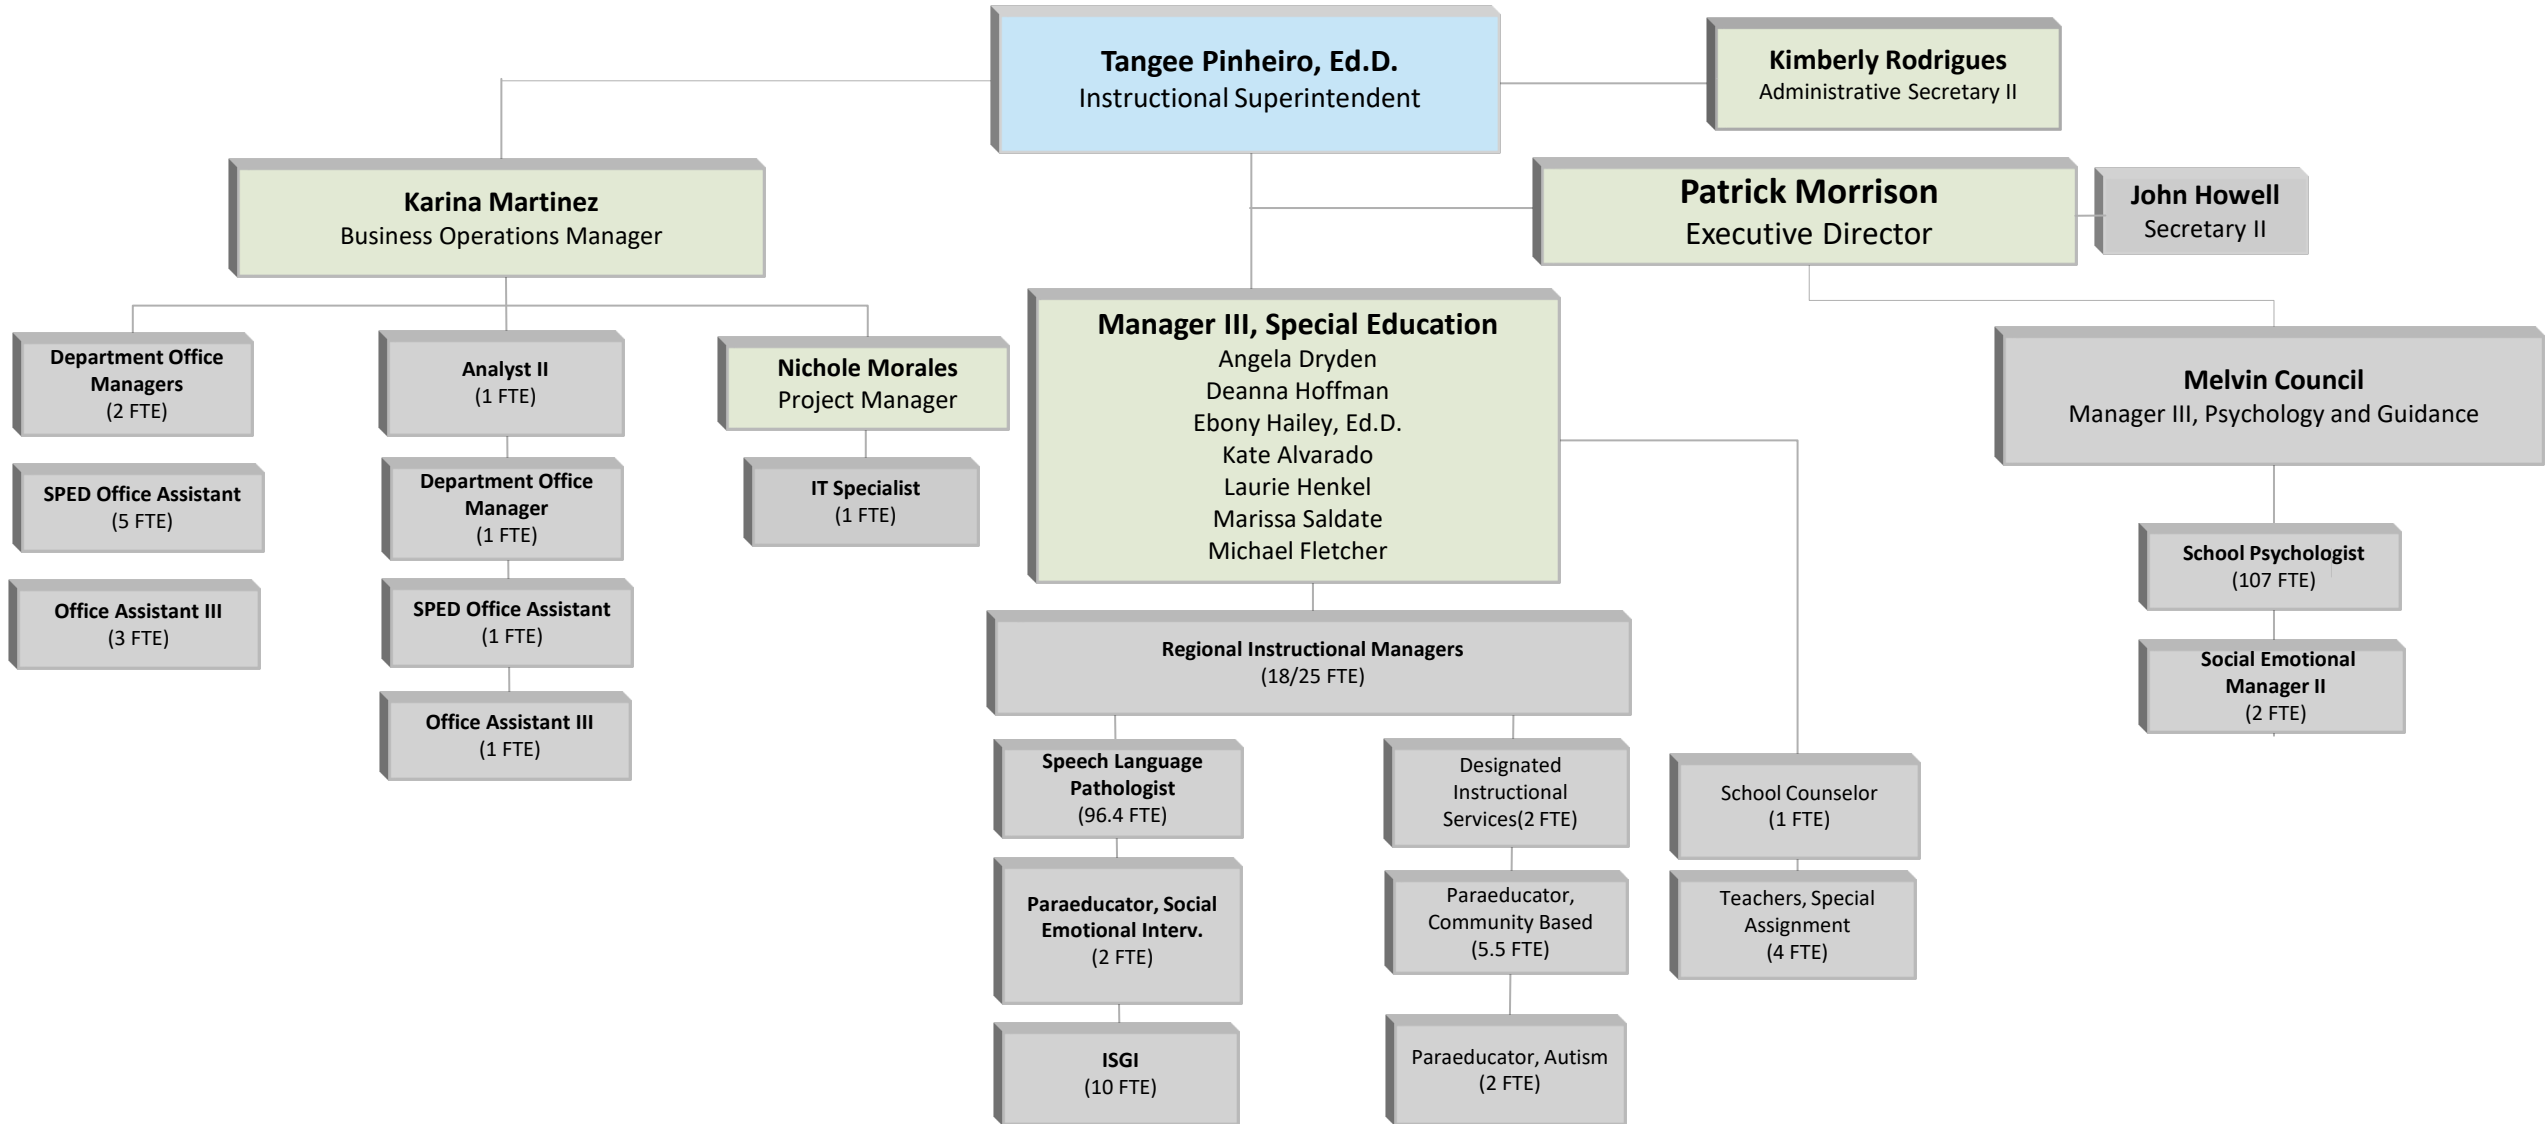 Tangee Pinheiro, Ed.D.
Instructional Superintendent
Kimberly Rodrigues
Administrative Secretary II
Karina Martinez
Business Operations Manager
Patrick Morrison
Executive Director
John Howell
Secretary II
Department Office
Managers
(2 FTE)
SPED Office Assistant
(5 FTE)
Office Assistant III
(3 FTE)
Analyst II
(1 FTE)
Department Office
Manager
(1 FTE)
SPED Office Assistant
(1 FTE)
Office Assistant III
(1 FTE)
Nichole Morales
Project Manager
IT Specialist
(1 FTE)
Manager III, Special Education
Angela Dryden
Deanna Hoffman
Ebony Hailey, Ed.D.
Kate Alvarado
Laurie Henkel
Marissa Saldate
Michael Fletcher
Regional Instructional Managers
(18/25 FTE)
Speech Language
Pathologist
(96.4 FTE)
Paraeducator, Social
Emotional Interv.
(2 FTE)
ISGI
(10 FTE)
Designated
Instructional
Services(2 FTE)
Paraeducator,
Community Based
(5.5 FTE)
Paraeducator, Autism
(2 FTE)
School Counselor
(1 FTE)
Teachers, Special
Assignment
(4 FTE)
Melvin Council
Manager III, Psychology and Guidance
School Psychologist
(107 FTE)
Social Emotional
Manager II
(2 FTE)